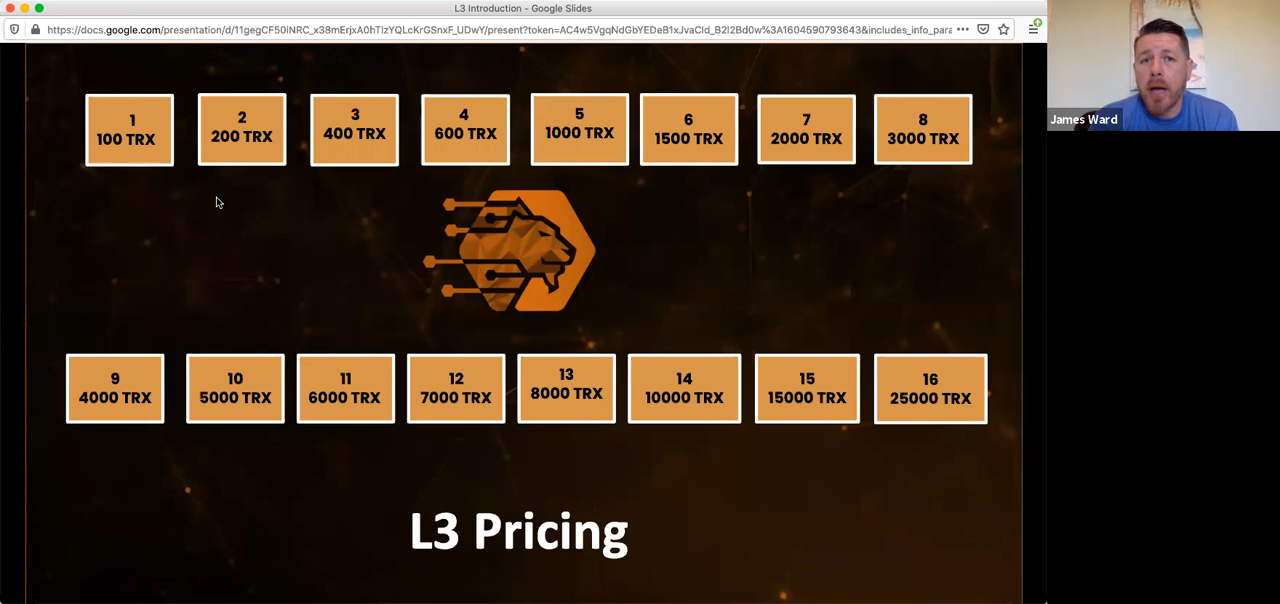 L3 Introduction - Google Slides
https://docs.google.com/presentation/d/11gegCF50iNRC_x38mErjxA0hTIzYQLcKrGSnxF_UDwY/present?token=AC4w5VgqNdGbYEDeB1xJvaCld_B2I2Bd0w%3A1604590793643&includes_info_para
James Ward
1
100 TRX
2
200 TRX
3
400 TRX
4
600 TRX
5
1000 TRX
6
1500 TRX
7
2000 TRX
8
3000 TRX
9
4000 TRX
10
5000 TRX
11
6000 TRX
12
7000 TRX
13
8000 TRX
14
10000 TRX
15
15000 TRX
16
25000 TRX
L3 Pricing